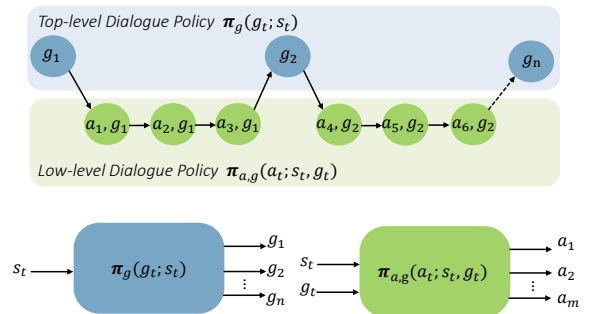 Top-level Dialogue Policy π_g(g_t; s_t)
g_1 g_2 g_n
a_1, g_1 a_2, g_1 a_3, g_1 a_4, g_2 a_5, g_2 a_6, g_2
Low-level Dialogue Policy π_{a,g}(a_t; s_t, g_t)
s_t π_g(g_t; s_t) g_1
g_2
⋮
g_n
s_t
g_t π_{a,g}(a_t; s_t, g_t) a_1
a_2
⋮
a_m